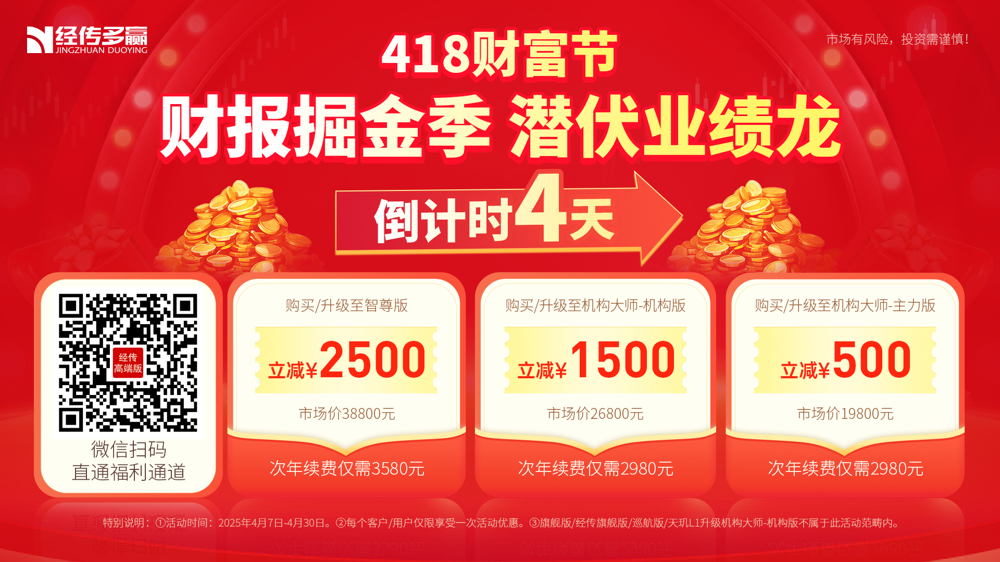 经传多赢
JINGZHUAN DUOYING
市场有风险，投资需谨慎！
418财富节
财报掘金季 潜伏业绩龙
倒计时4天
经传
高端版
微信扫码
直通福利通道
购买/升级至智尊版
立减¥2500
市场价38800元
次年续费仅需3580元
购买/升级至机构大师-机构版
立减¥1500
市场价26800元
次年续费仅需2980元
购买/升级至机构大师-主力版
立减¥500
市场价19800元
次年续费仅需2980元
特别说明：①活动时间：2025年4月7日-4月30日。②每个客户/用户仅限享受一次活动优惠。③旗舰版/经传旗舰版/巡航版/天玑L1升级机构大师-机构版不属于此活动范畴内。